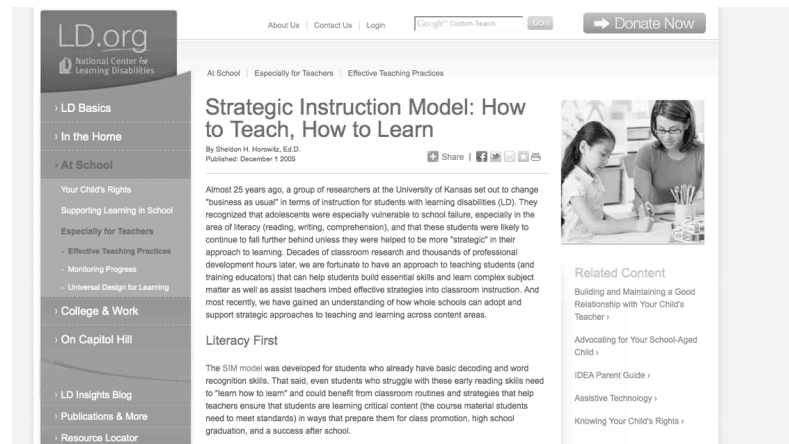 LD.org
National Center for
Learning Disabilities
About Us | Contact Us | Login
Google™ Custom Search
GO ›
Donate Now
At School | Especially for Teachers | Effective Teaching Practices
› LD Basics
› In the Home
› At School
Your Child's Rights
Supporting Learning in School
Especially for Teachers
- Effective Teaching Practices
- Monitoring Progress
- Universal Design for Learning
› College & Work
› On Capitol Hill
› LD Insights Blog
› Publications & More
› Resource Locator
Strategic Instruction Model: How
to Teach, How to Learn
By Sheldon H. Horowitz, Ed.D.
Published: December 1 2005
Share |
Almost 25 years ago, a group of researchers at the University of Kansas set out to change
"business as usual" in terms of instruction for students with learning disabilities (LD). They
recognized that adolescents were especially vulnerable to school failure, especially in the
area of literacy (reading, writing, comprehension), and that these students were likely to
continue to fall further behind unless they were helped to be more "strategic" in their
approach to learning. Decades of classroom research and thousands of professional
development hours later, we are fortunate to have an approach to teaching students (and
training educators) that can help students build essential skills and learn complex subject
matter as well as assist teachers imbed effective strategies into classroom instruction. And
most recently, we have gained an understanding of how whole schools can adopt and
support strategic approaches to teaching and learning across content areas.
Literacy First
The SIM model was developed for students who already have basic decoding and word
recognition skills. That said, even students who struggle with these early reading skills need
to "learn how to learn" and could benefit from classroom routines and strategies that help
teachers ensure that students are learning critical content (the course material students
need to meet standards) in ways that prepare them for class promotion, high school
graduation, and a success after school.
Related Content
Building and Maintaining a Good
Relationship with Your Child's
Teacher ›
Advocating for Your School-Aged
Child ›
IDEA Parent Guide ›
Assistive Technology ›
Knowing Your Child's Rights ›